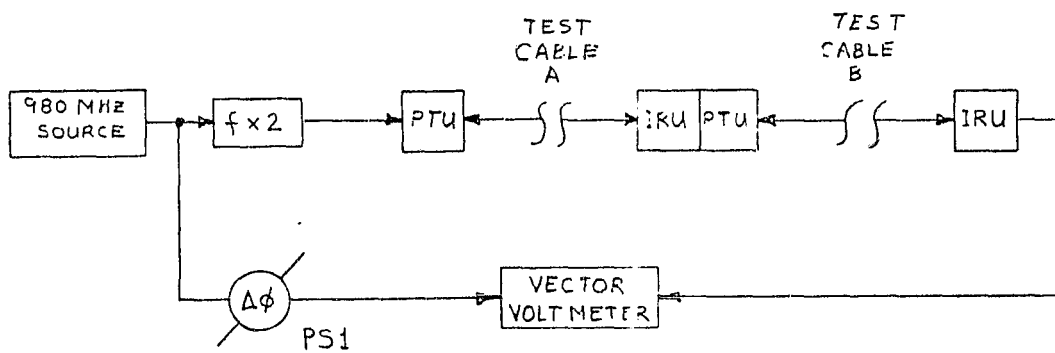 TEST
CABLE
A
TEST
CABLE
B
980 MHZ
SOURCE
f x 2
PTU
IRU PTU
IRU
Δϕ
PS1
VECTOR
VOLTMETER